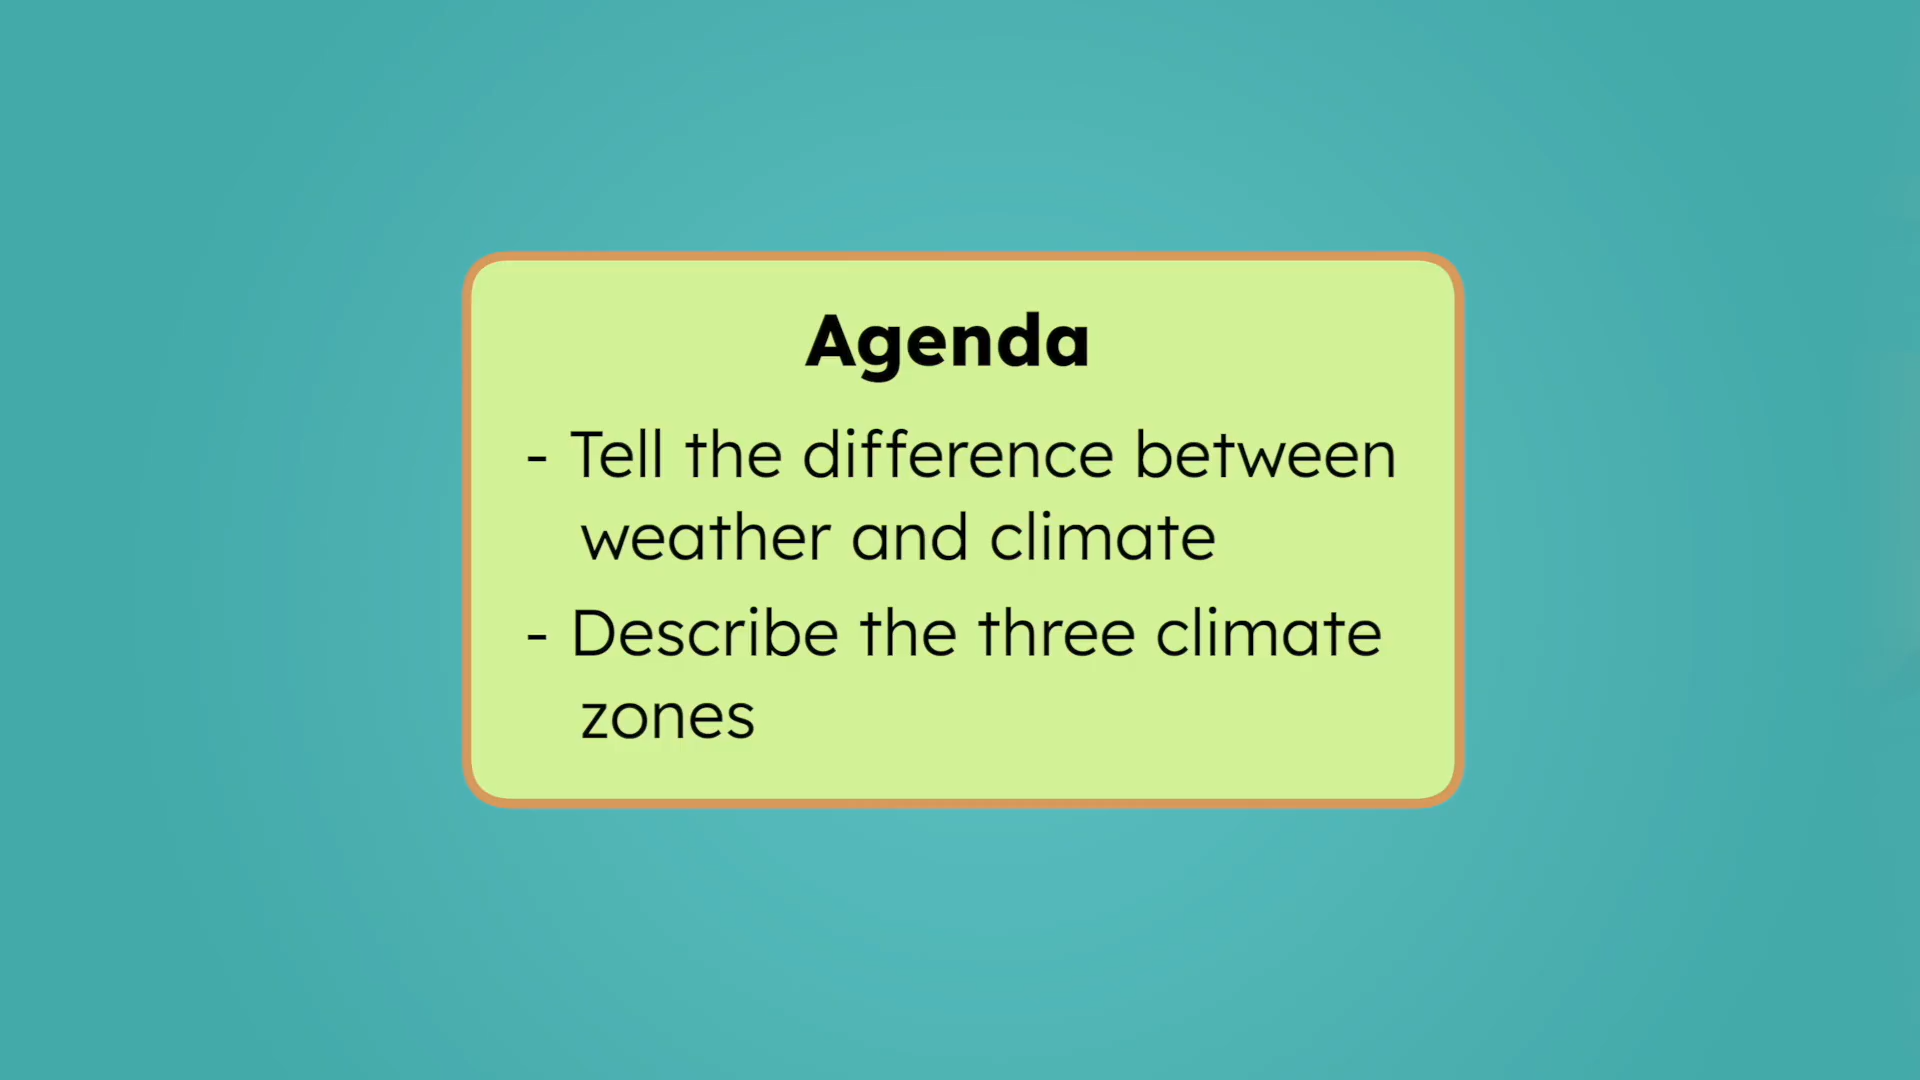 Agenda
- Tell the difference between
weather and climate
- Describe the three climate
zones